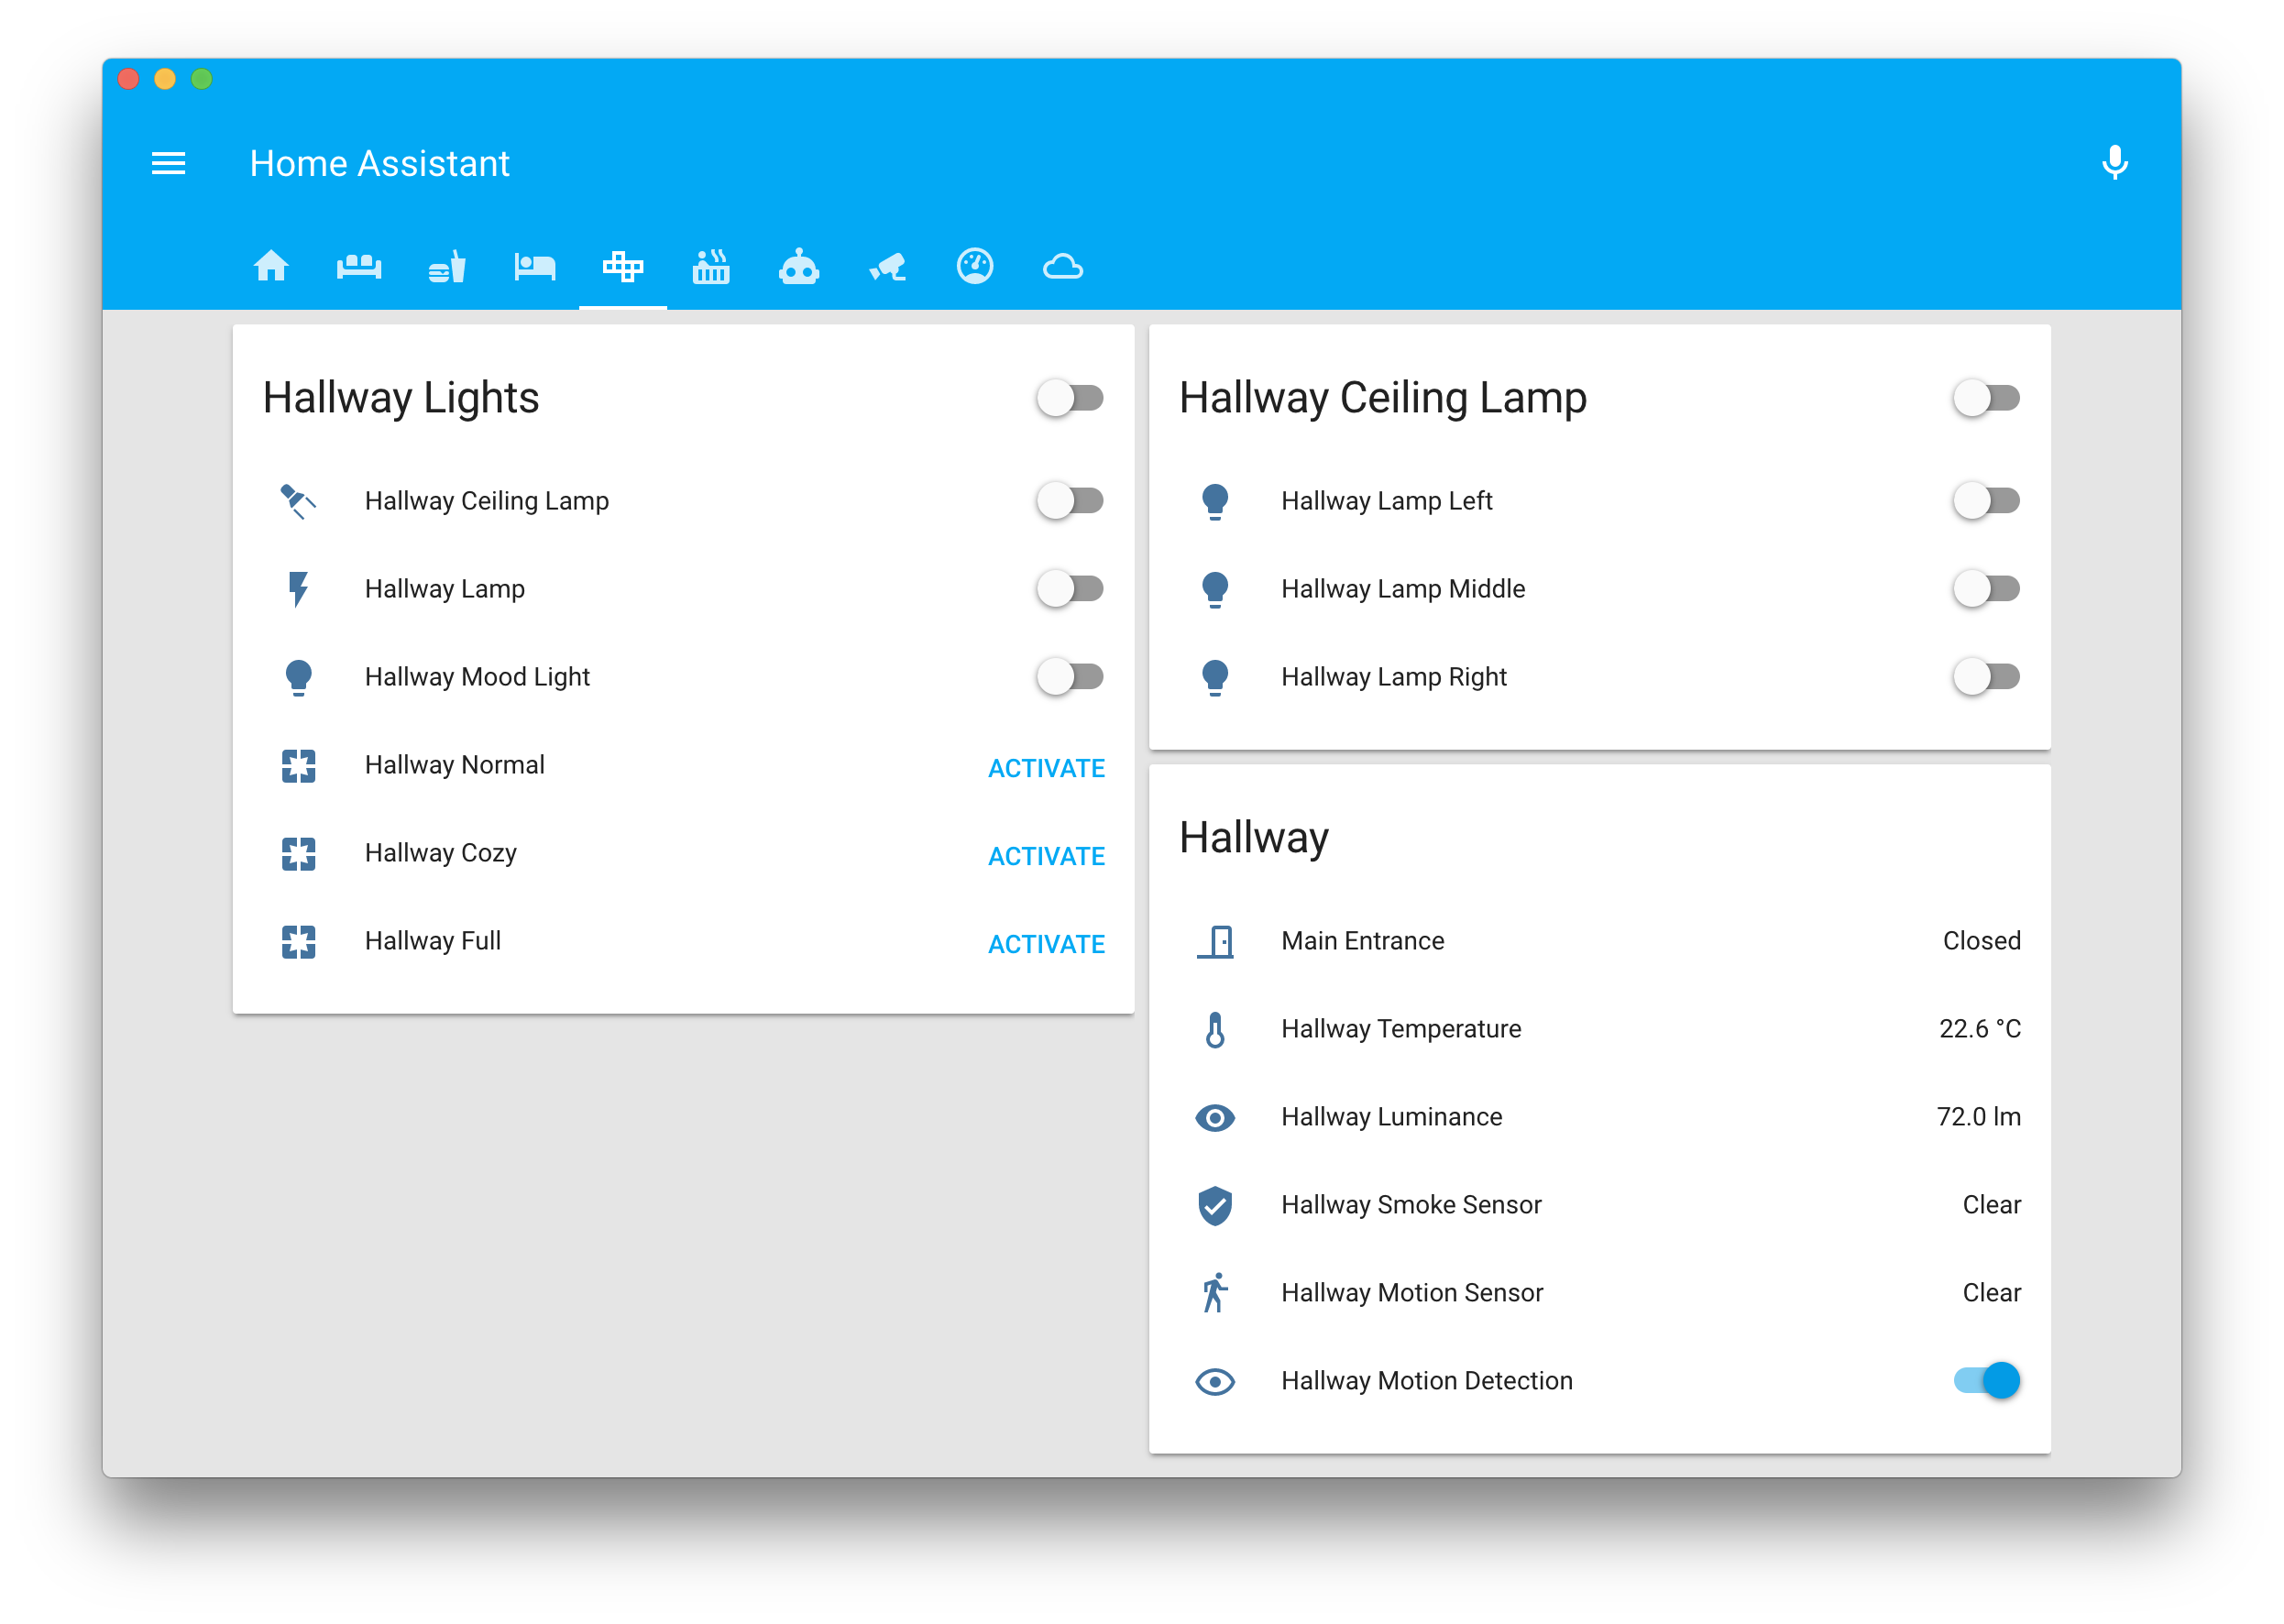 Home Assistant
Hallway Lights
Hallway Ceiling Lamp
Hallway Lamp
Hallway Mood Light
Hallway Normal ACTIVATE
Hallway Cozy ACTIVATE
Hallway Full ACTIVATE
Hallway Ceiling Lamp
Hallway Lamp Left
Hallway Lamp Middle
Hallway Lamp Right
Hallway
Main Entrance Closed
Hallway Temperature 22.6 °C
Hallway Luminance 72.0 lm
Hallway Smoke Sensor Clear
Hallway Motion Sensor Clear
Hallway Motion Detection